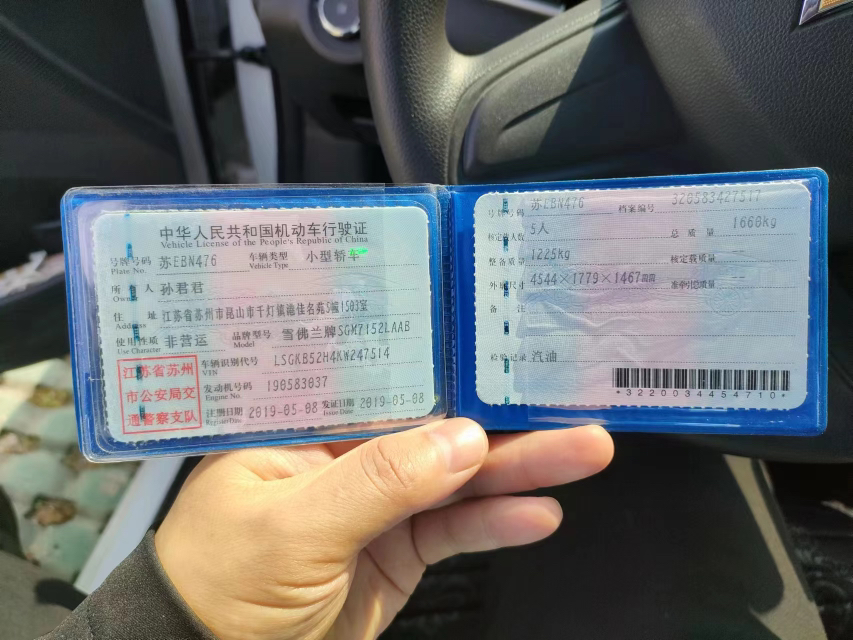 中华人民共和国机动车行驶证
Vehicle License of the People's Republic of China
号牌号码 苏EBN476 车辆类型 小型轿车
Plate No. Vehicle Type
所有人 孙君君
Owner
住址 江苏省苏州市昆山市千灯镇德佳名苑5幢1503室
Address
使用性质 非营运 品牌型号 雪佛兰牌SGM7152LAAB
Use Character Model
江苏省苏州
市公安局交
通警察支队
车辆识别代号 LSGKB52H4KW247514
VIN
发动机号码 190583037
Engine No.
注册日期 2019-05-08 发证日期 2019-05-08
Register Date Issue Date
号牌号码 苏EBN476 档案编号 320583427517
核定载人数 5人 总质量 1660kg
整备质量 1225kg 核定载质量 --
外廓尺寸 4544×1779×1467mm 准牵引总质量 --
备注
检验记录 汽油
*3220034454710*